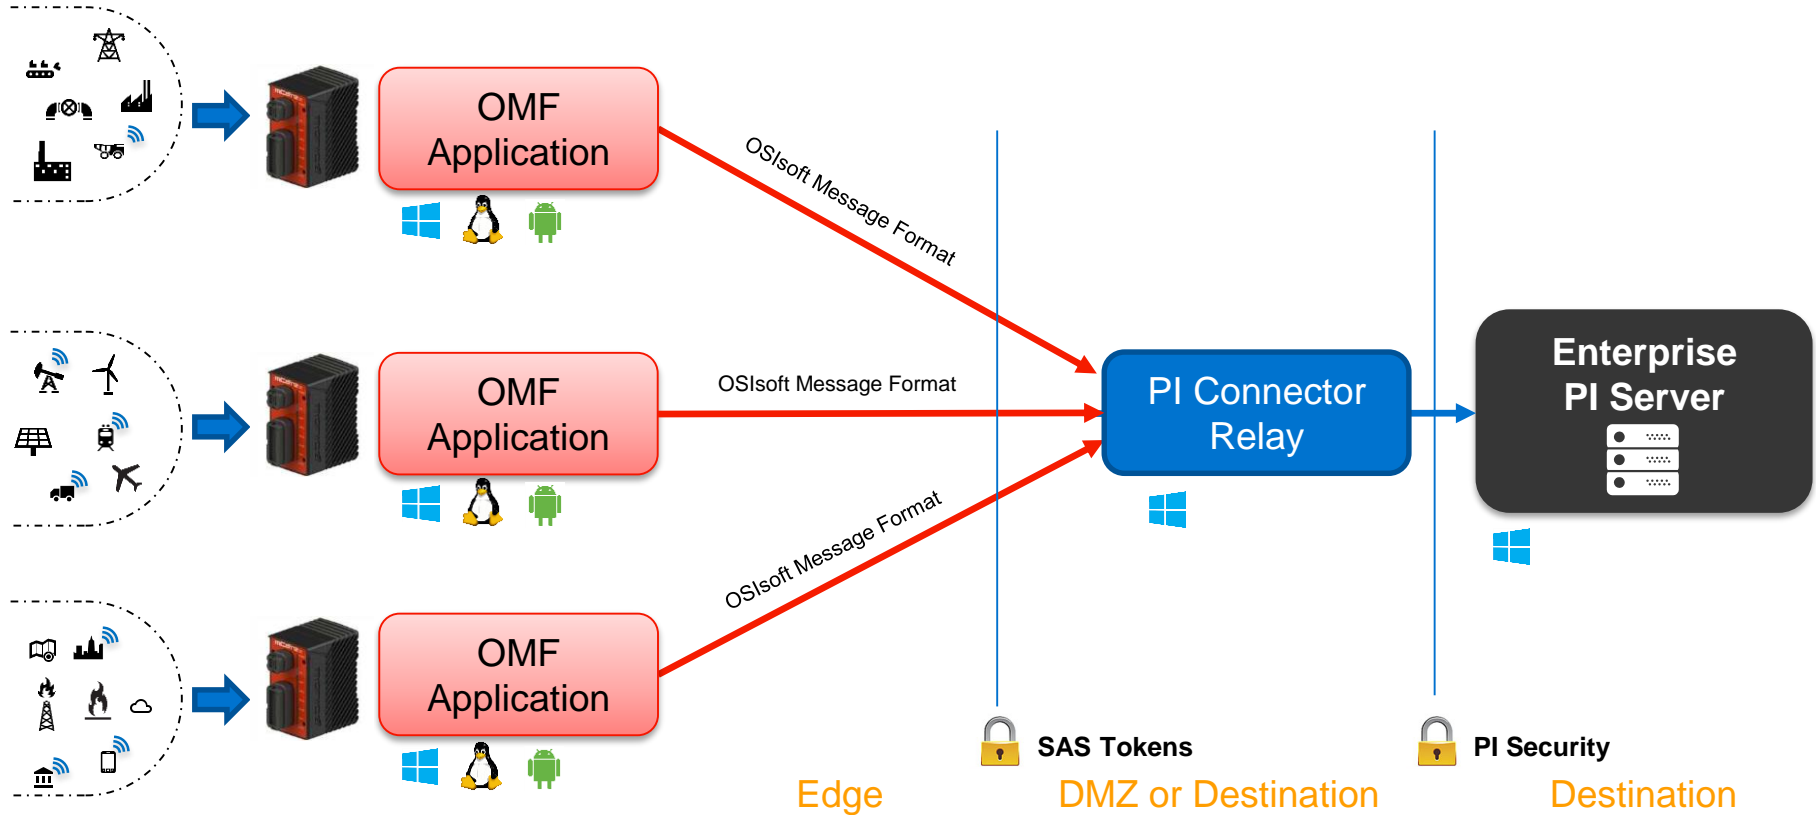 OMF
Application
OSIsoft Message Format
OMF
Application
OSIsoft Message Format
PI Connector
Relay
Enterprise
PI Server
OSIsoft Message Format
OMF
Application
SAS Tokens
PI Security
Edge
DMZ or Destination
Destination